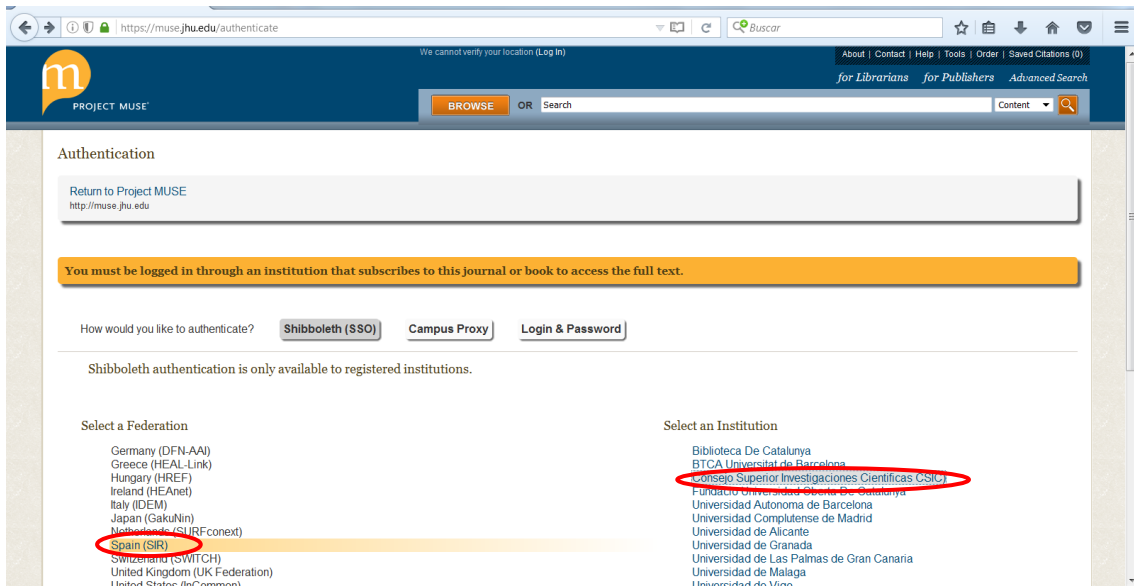 https://muse.jhu.edu/authenticate
Buscar
We cannot verify your location (Log In)
About | Contact | Help | Tools | Order | Saved Citations (0)
for Librarians for Publishers Advanced Search
m
PROJECT MUSE®
BROWSE OR Search Content
Authentication
Return to Project MUSE
http://muse.jhu.edu
You must be logged in through an institution that subscribes to this journal or book to access the full text.
How would you like to authenticate? Shibboleth (SSO) Campus Proxy Login & Password
Shibboleth authentication is only available to registered institutions.
Select a Federation
Germany (DFN-AAI)
Greece (HEAL-Link)
Hungary (HREF)
Ireland (HEAnet)
Italy (IDEM)
Japan (GakuNin)
Netherlands (SURFconext)
Spain (SIR)
Switzerland (SWITCH)
United Kingdom (UK Federation)
United States (InCommon)
Select an Institution
Biblioteca De Catalunya
BTCA Universitat de Barcelona
Consejo Superior Investigaciones Cientificas CSIC
Fundacio Universidad Oberta De Catalunya
Universidad Autonoma de Barcelona
Universidad Complutense de Madrid
Universidad de Alicante
Universidad de Granada
Universidad de Las Palmas de Gran Canaria
Universidad de Malaga
Universidad de Vigo